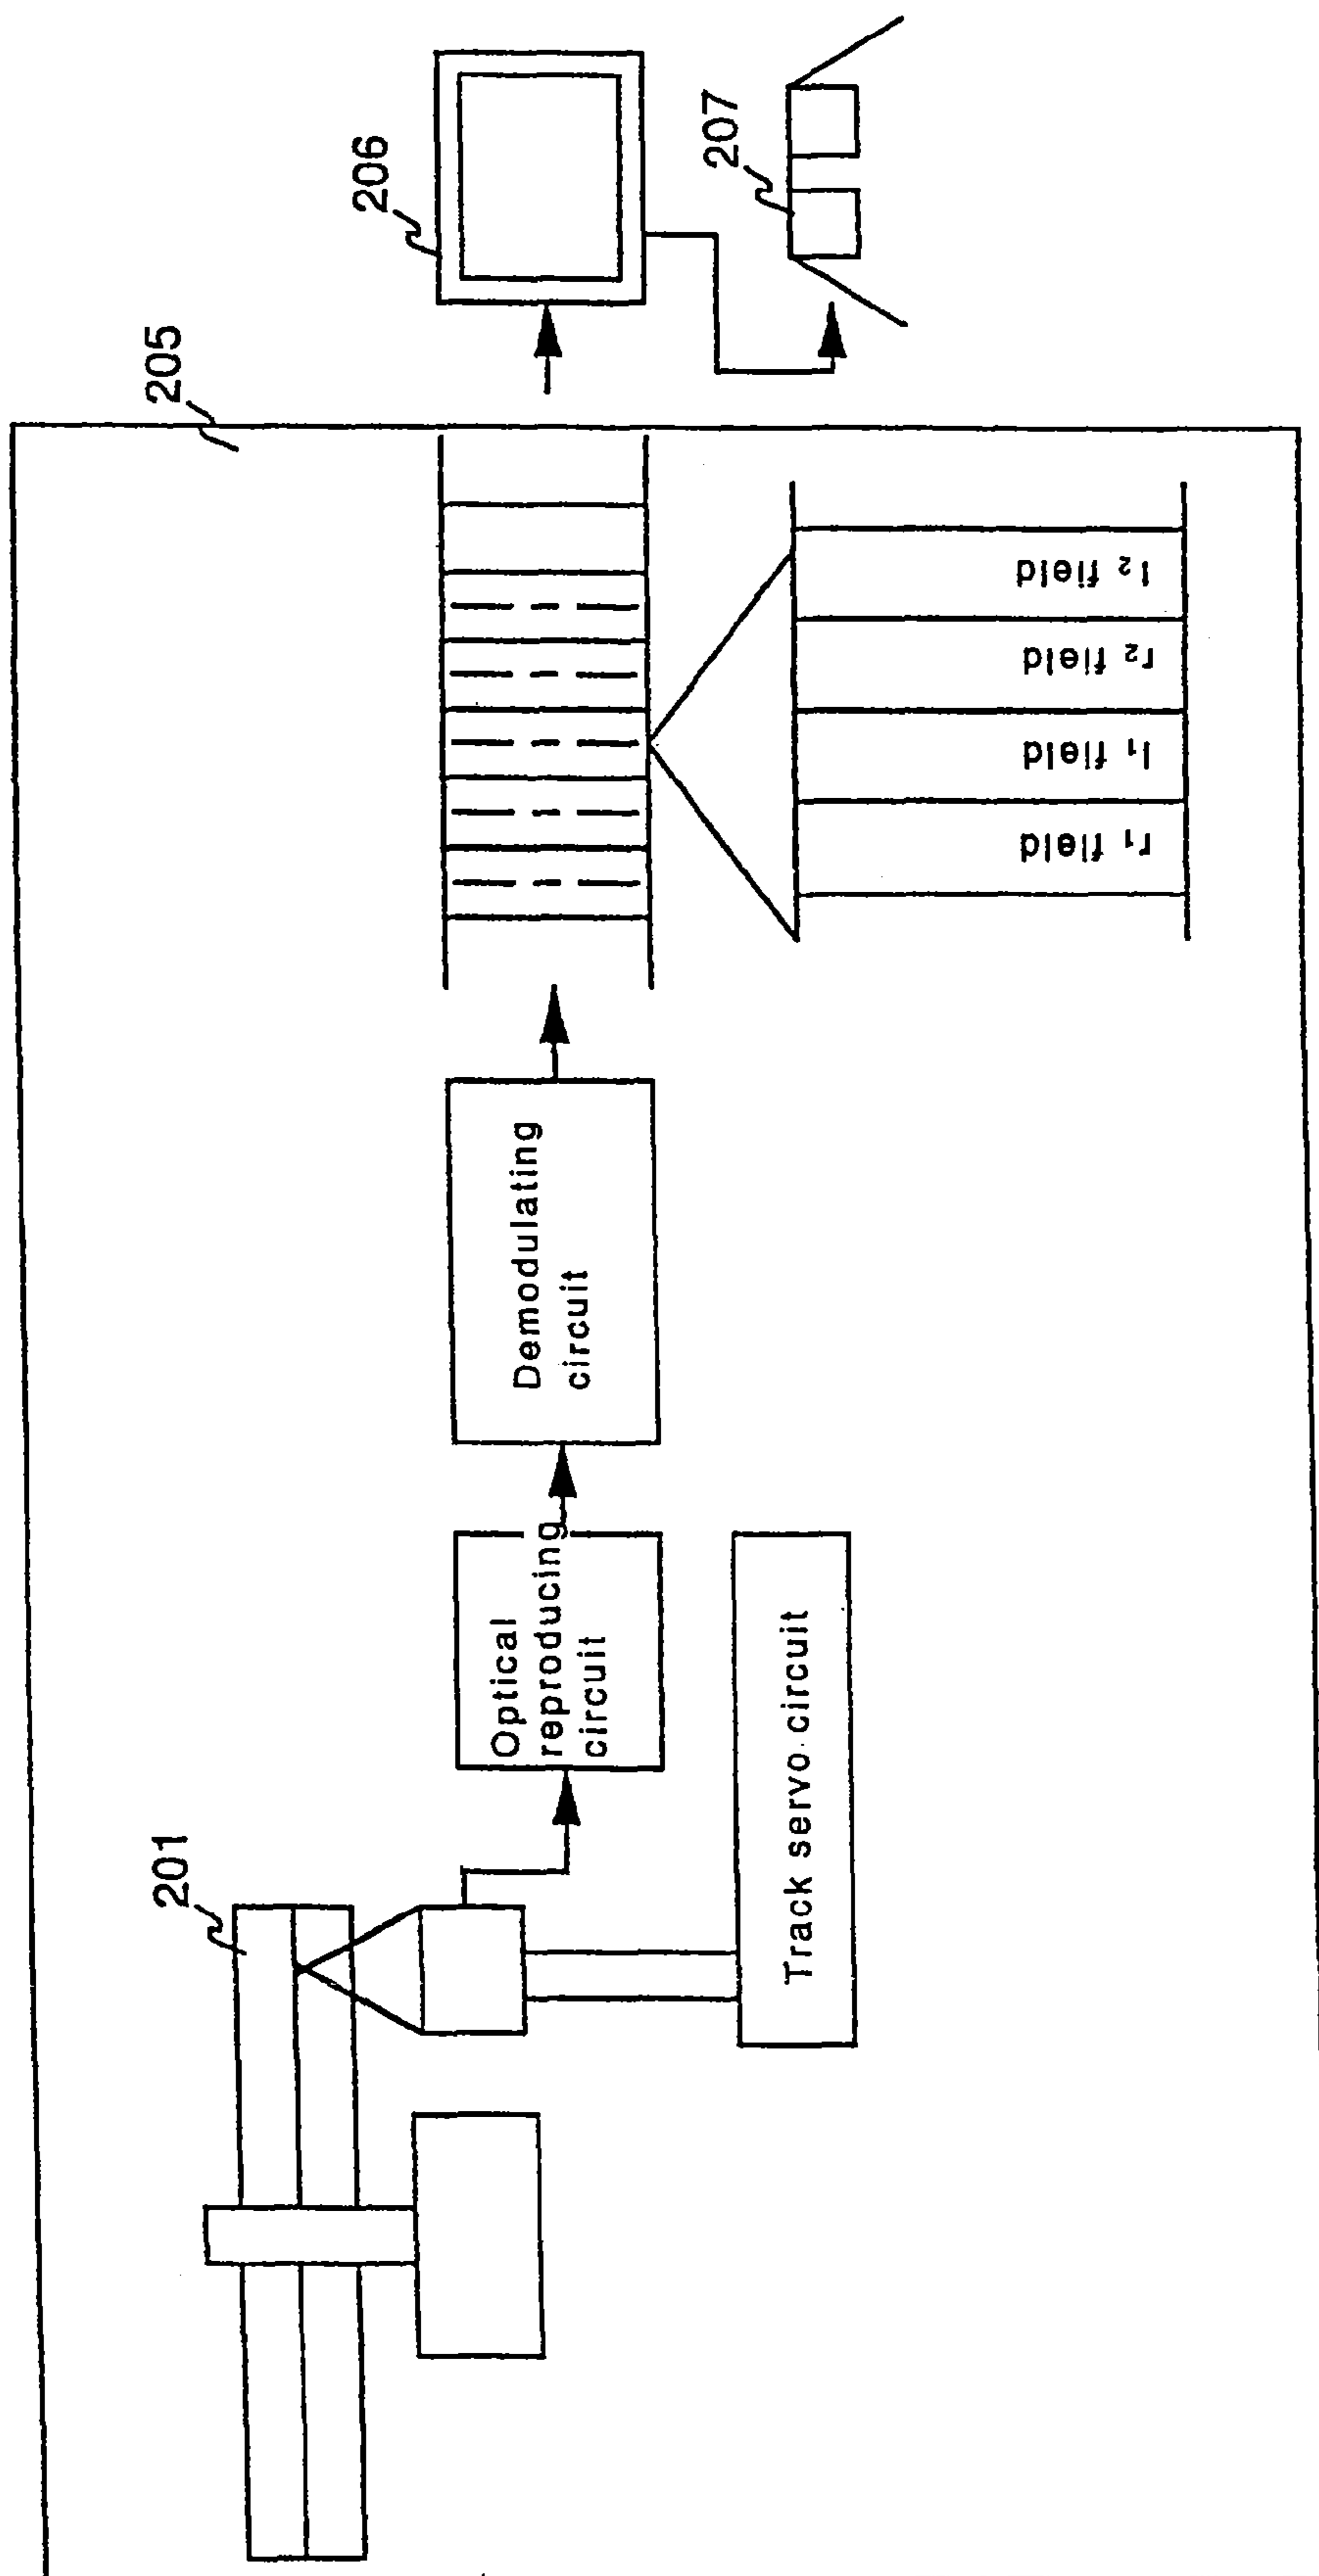 201
Optical
reproducing
circuit
Track servo circuit
Demodulating
circuit
205
r₁ field
l₁ field
r₂ field
l₂ field
206
207